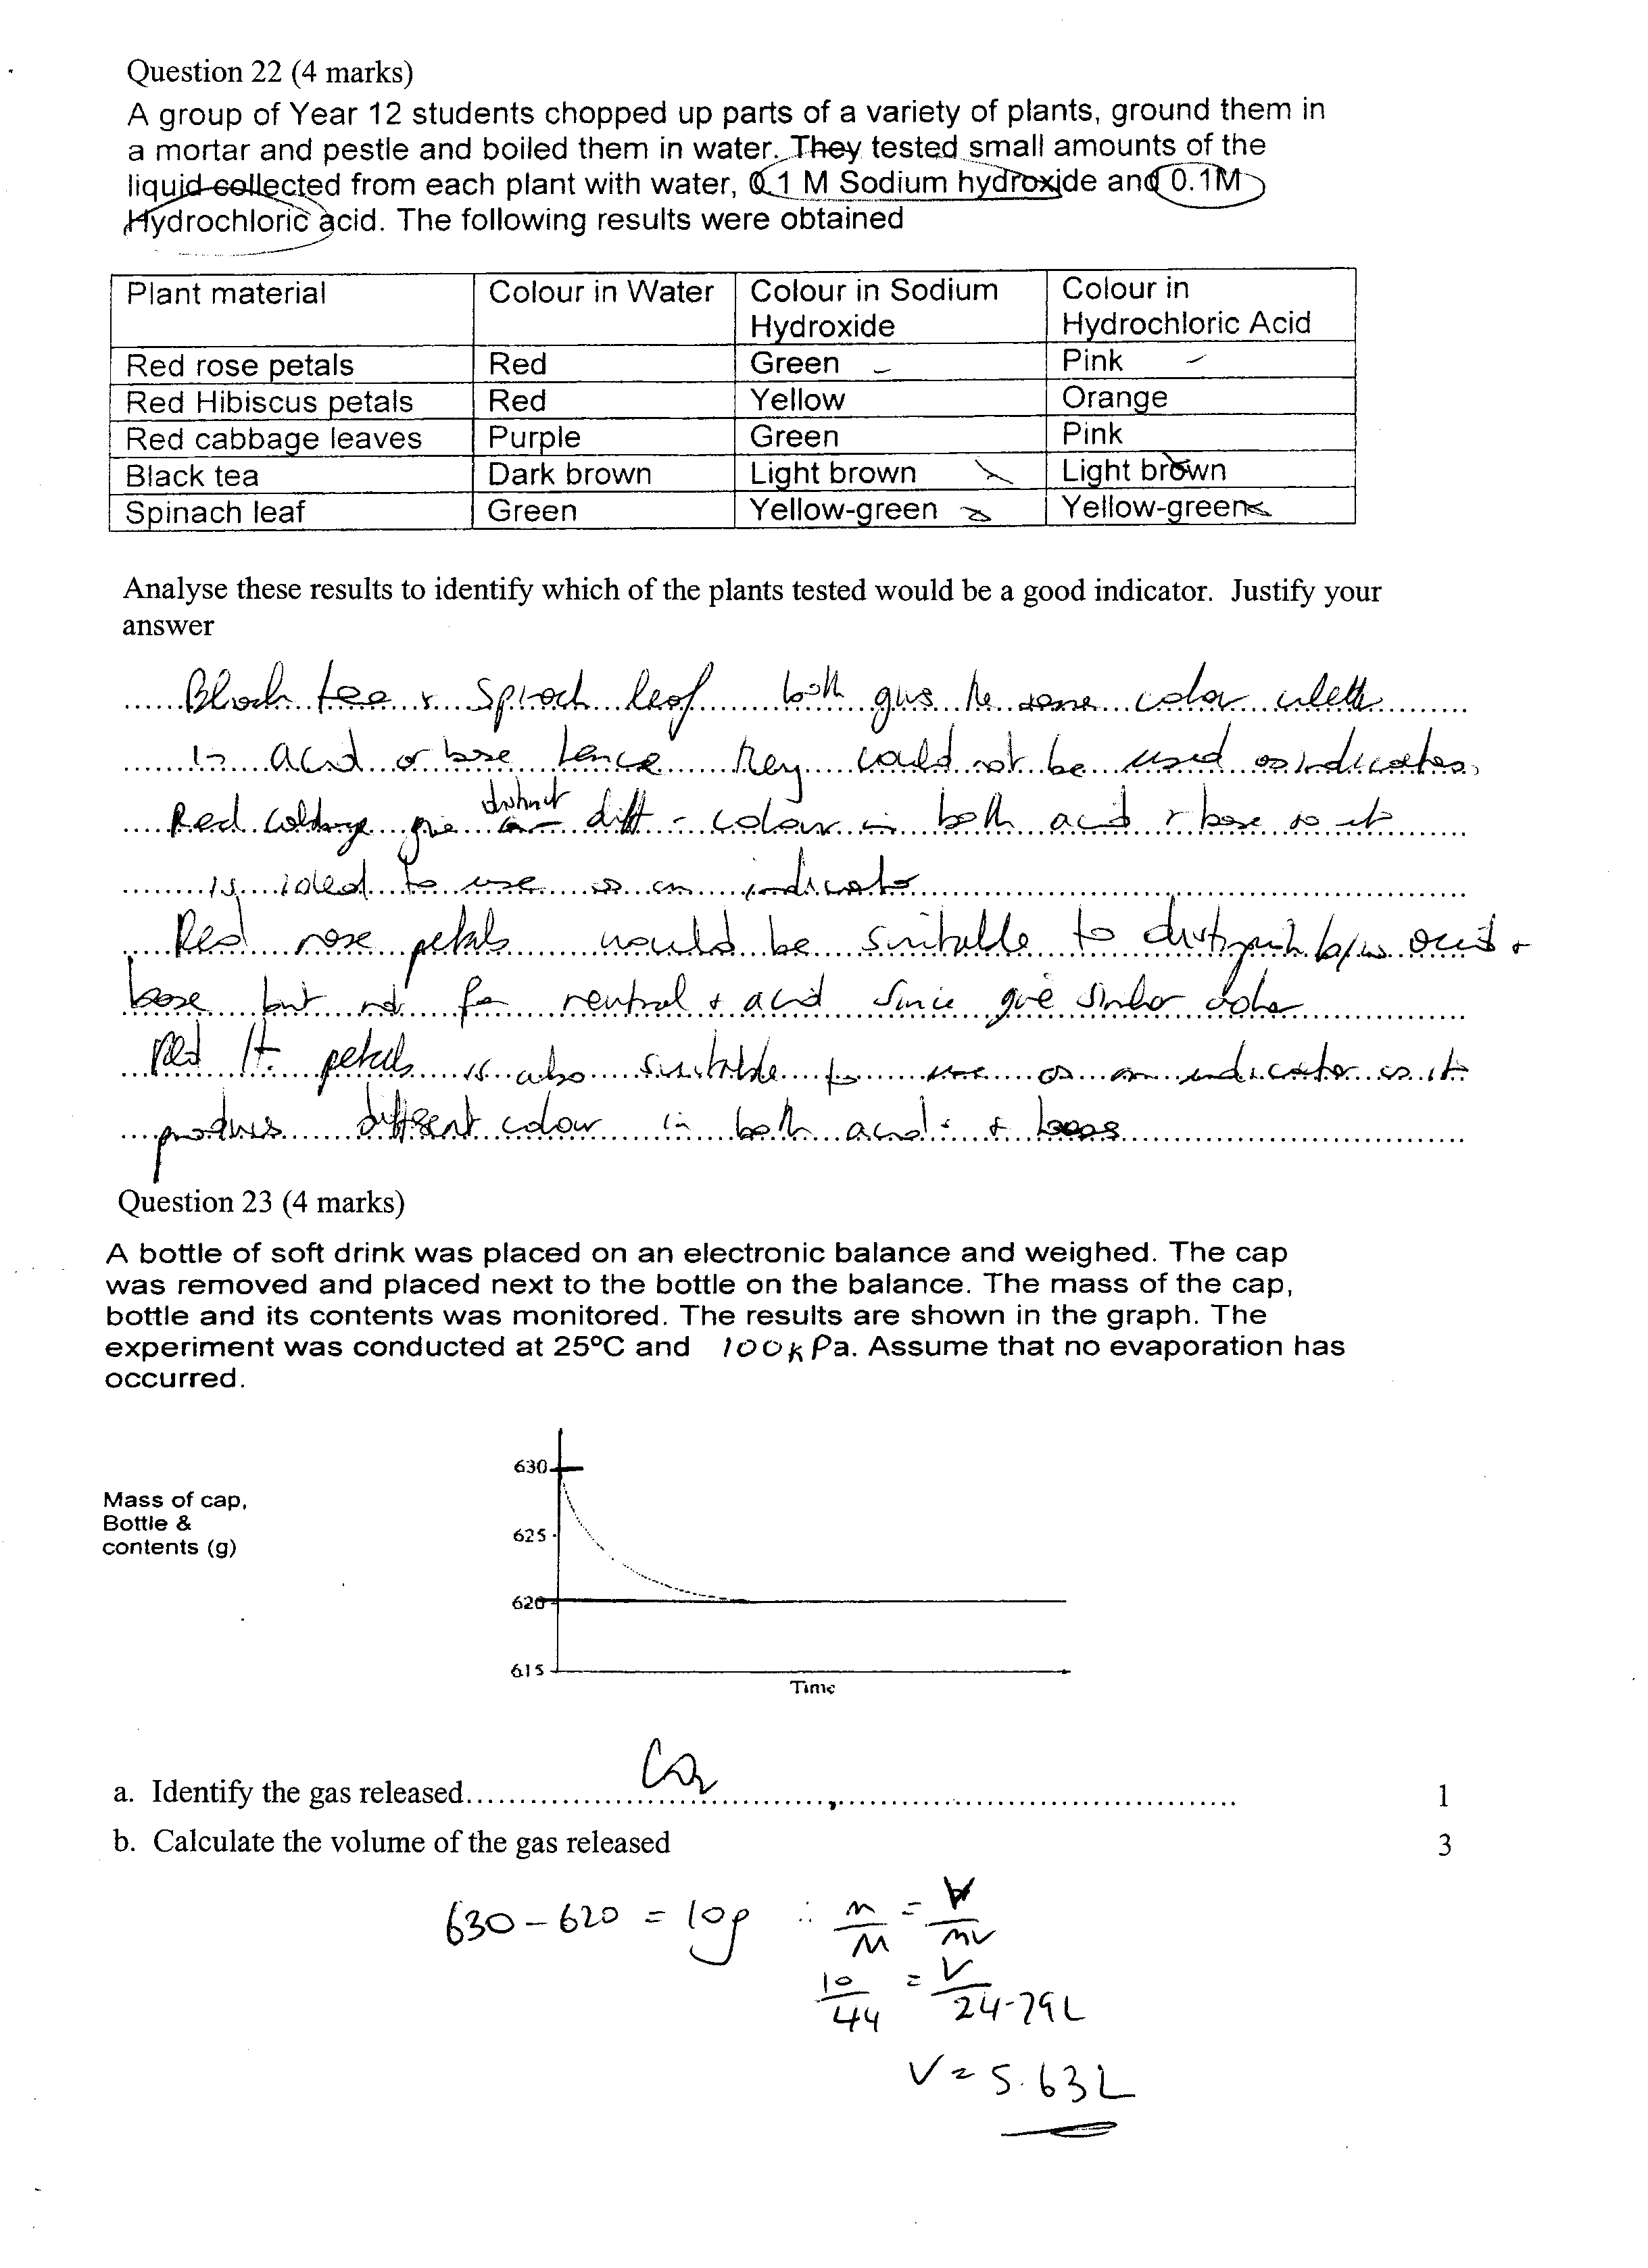 Question 22 (4 marks)
A group of Year 12 students chopped up parts of a variety of plants, ground them in
a mortar and pestle and boiled them in water. They tested small amounts of the
liquid collected from each plant with water, 0.1 M Sodium hydroxide and 0.1M
Hydrochloric acid. The following results were obtained
Plant material Colour in Water Colour in Sodium Hydroxide Colour in Hydrochloric Acid
Red rose petals Red Green Pink
Red Hibiscus petals Red Yellow Orange
Red cabbage leaves Purple Green Pink
Black tea Dark brown Light brown Light brown
Spinach leaf Green Yellow-green Yellow-green
Analyse these results to identify which of the plants tested would be a good indicator. Justify your
answer
Black tea & Spinach leaf both gives the same color
in acid or base hence they could not be used as indicators,
Red cabbage give distinct diff - colour in both acid & base so it
is ideal to use as an indicator
Red rose petals would be suitable to distinguish b/w acid &
base but not for neutral & acid since give similar color
Red H. petals is also suitable to use as an indicator as it
produces different colour in both acid & bases
Question 23 (4 marks)
A bottle of soft drink was placed on an electronic balance and weighed. The cap
was removed and placed next to the bottle on the balance. The mass of the cap,
bottle and its contents was monitored. The results are shown in the graph. The
experiment was conducted at 25ºC and 100kPa. Assume that no evaporation has
occurred.
630
Mass of cap,
Bottle &
contents (g)
625
620
615
Time
a. Identify the gas released CO2 1
b. Calculate the volume of the gas released 3
630 - 620 = 10g ∴ m/M = V/mv
10/44 = V/24.79L
V = 5.63L